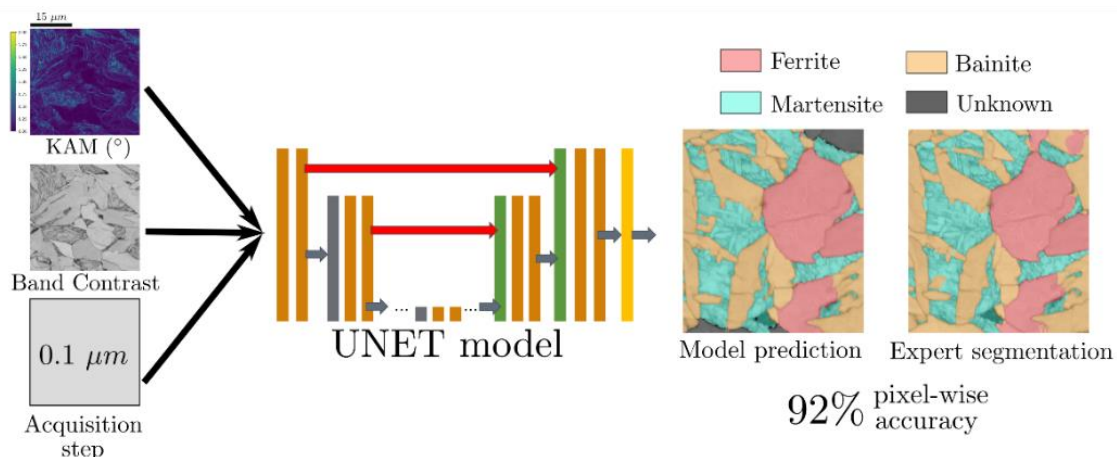 15 μm
KAM (°)
Band Contrast
0.1 μm
Acquisition
step
...
...
UNET model
Ferrite
Bainite
Martensite
Unknown
Model prediction
Expert segmentation
92% pixel-wise
accuracy